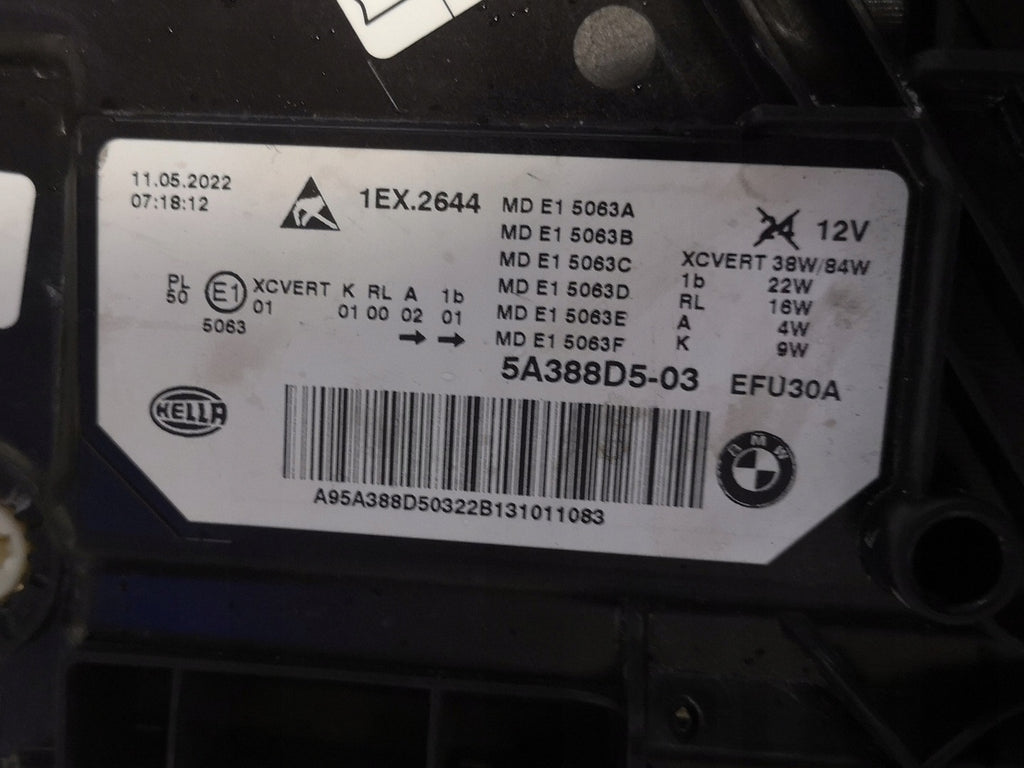 11.05.2022
07:18:12
1EX.2644
MD E1 5063A
MD E1 5063B
MD E1 5063C
MD E1 5063D
MD E1 5063E
MD E1 5063F
24 12V
XCVERT 38W/84W
1b 22W
RL 16W
A 4W
K 9W
PL
50
E1
XCVERT K RL A 1b
01 01 00 02 01
5063
5A388D5-03
EFU30A
HELLA
BMW
A95A388D50322B131011083